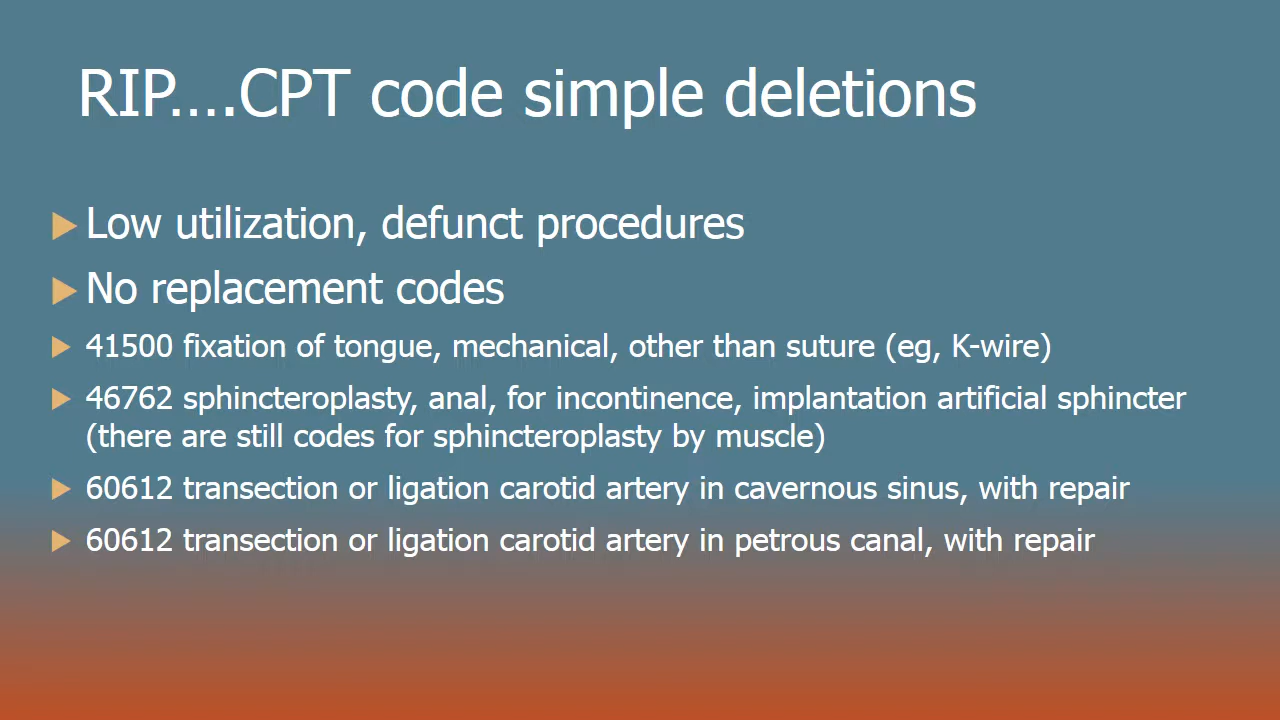 RIP....CPT code simple deletions
Low utilization, defunct procedures
No replacement codes
41500 fixation of tongue, mechanical, other than suture (eg, K-wire)
46762 sphincteroplasty, anal, for incontinence, implantation artificial sphincter
(there are still codes for sphincteroplasty by muscle)
60612 transection or ligation carotid artery in cavernous sinus, with repair
60612 transection or ligation carotid artery in petrous canal, with repair